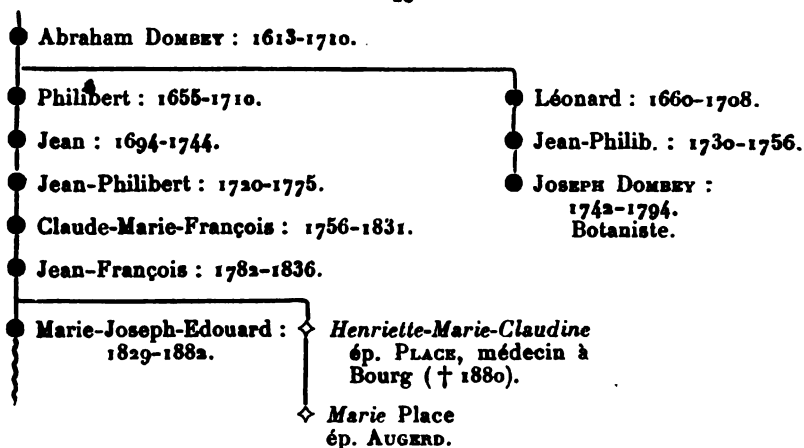 Abraham DOMBEY : 1613-1710.
Philibert : 1655-1710.
Léonard : 1660-1708.
Jean : 1694-1744.
Jean-Philib. : 1730-1756.
Jean-Philibert : 1720-1775.
JOSEPH DOMBEY :
1742-1794.
Botaniste.
Claude-Marie-François : 1756-1831.
Jean-François : 1782-1836.
Marie-Joseph-Edouard :
1829-1882.
Henriette-Marie-Claudine
ép. PLACE, médecin à
Bourg († 1880).
Marie Place
ép. AUGERD.